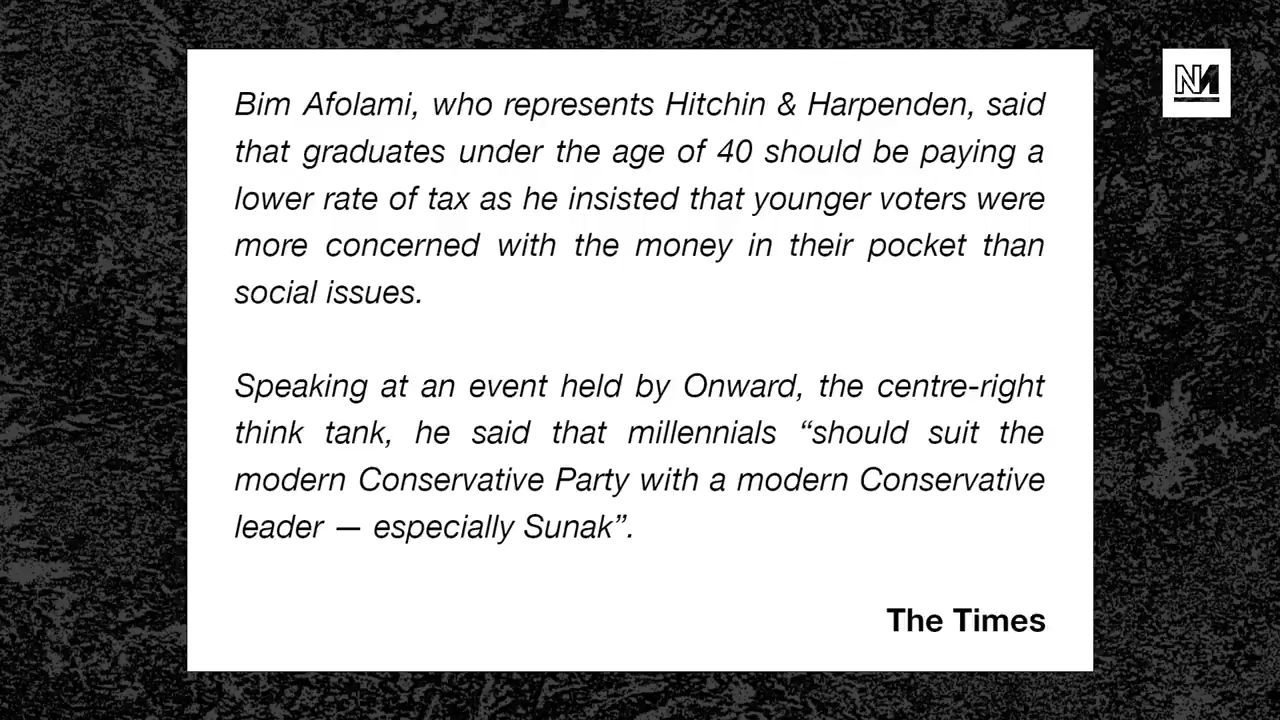 Bim Afolami, who represents Hitchin & Harpenden, said
that graduates under the age of 40 should be paying a
lower rate of tax as he insisted that younger voters were
more concerned with the money in their pocket than
social issues.
Speaking at an event held by Onward, the centre-right
think tank, he said that millennials “should suit the
modern Conservative Party with a modern Conservative
leader — especially Sunak”.
The Times
NM